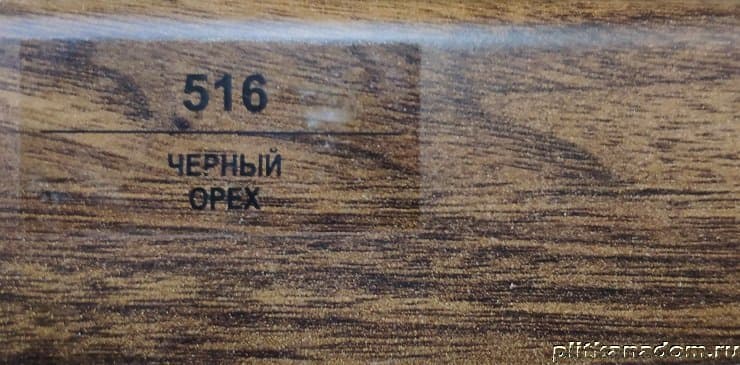 516
ЧЕРНЫЙ
ОРЕХ
plitkanadom.ru